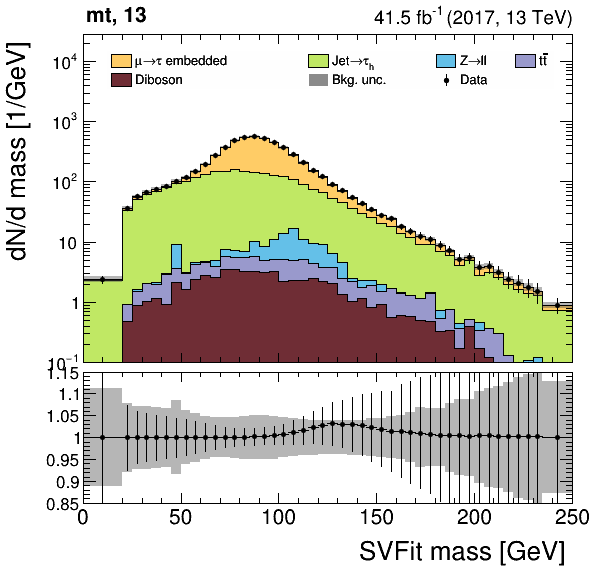 mt, 13 41.5 fb⁻¹ (2017, 13 TeV)
dN/d mass [1/GeV]
10⁴
10³
10²
10
1
10⁻¹
μ→τ embedded Jet→τₕ Z→ll tt̄
Diboson Bkg. unc. Data
1.15
1.1
1.05
1
0.95
0.9
0.85
0 50 100 150 200 250
SVFit mass [GeV]